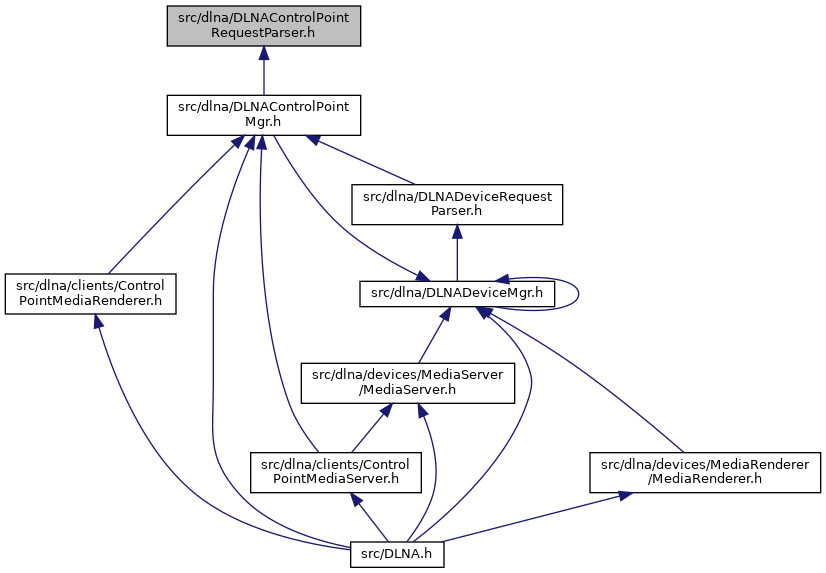 src/dlna/DLNAControlPoint
RequestParser.h
src/dlna/DLNAControlPoint
Mgr.h
src/dlna/DLNADeviceRequest
Parser.h
src/dlna/clients/Control
PointMediaRenderer.h
src/dlna/DLNADeviceMgr.h
src/dlna/devices/MediaServer
/MediaServer.h
src/dlna/clients/Control
PointMediaServer.h
src/dlna/devices/MediaRenderer
/MediaRenderer.h
src/DLNA.h